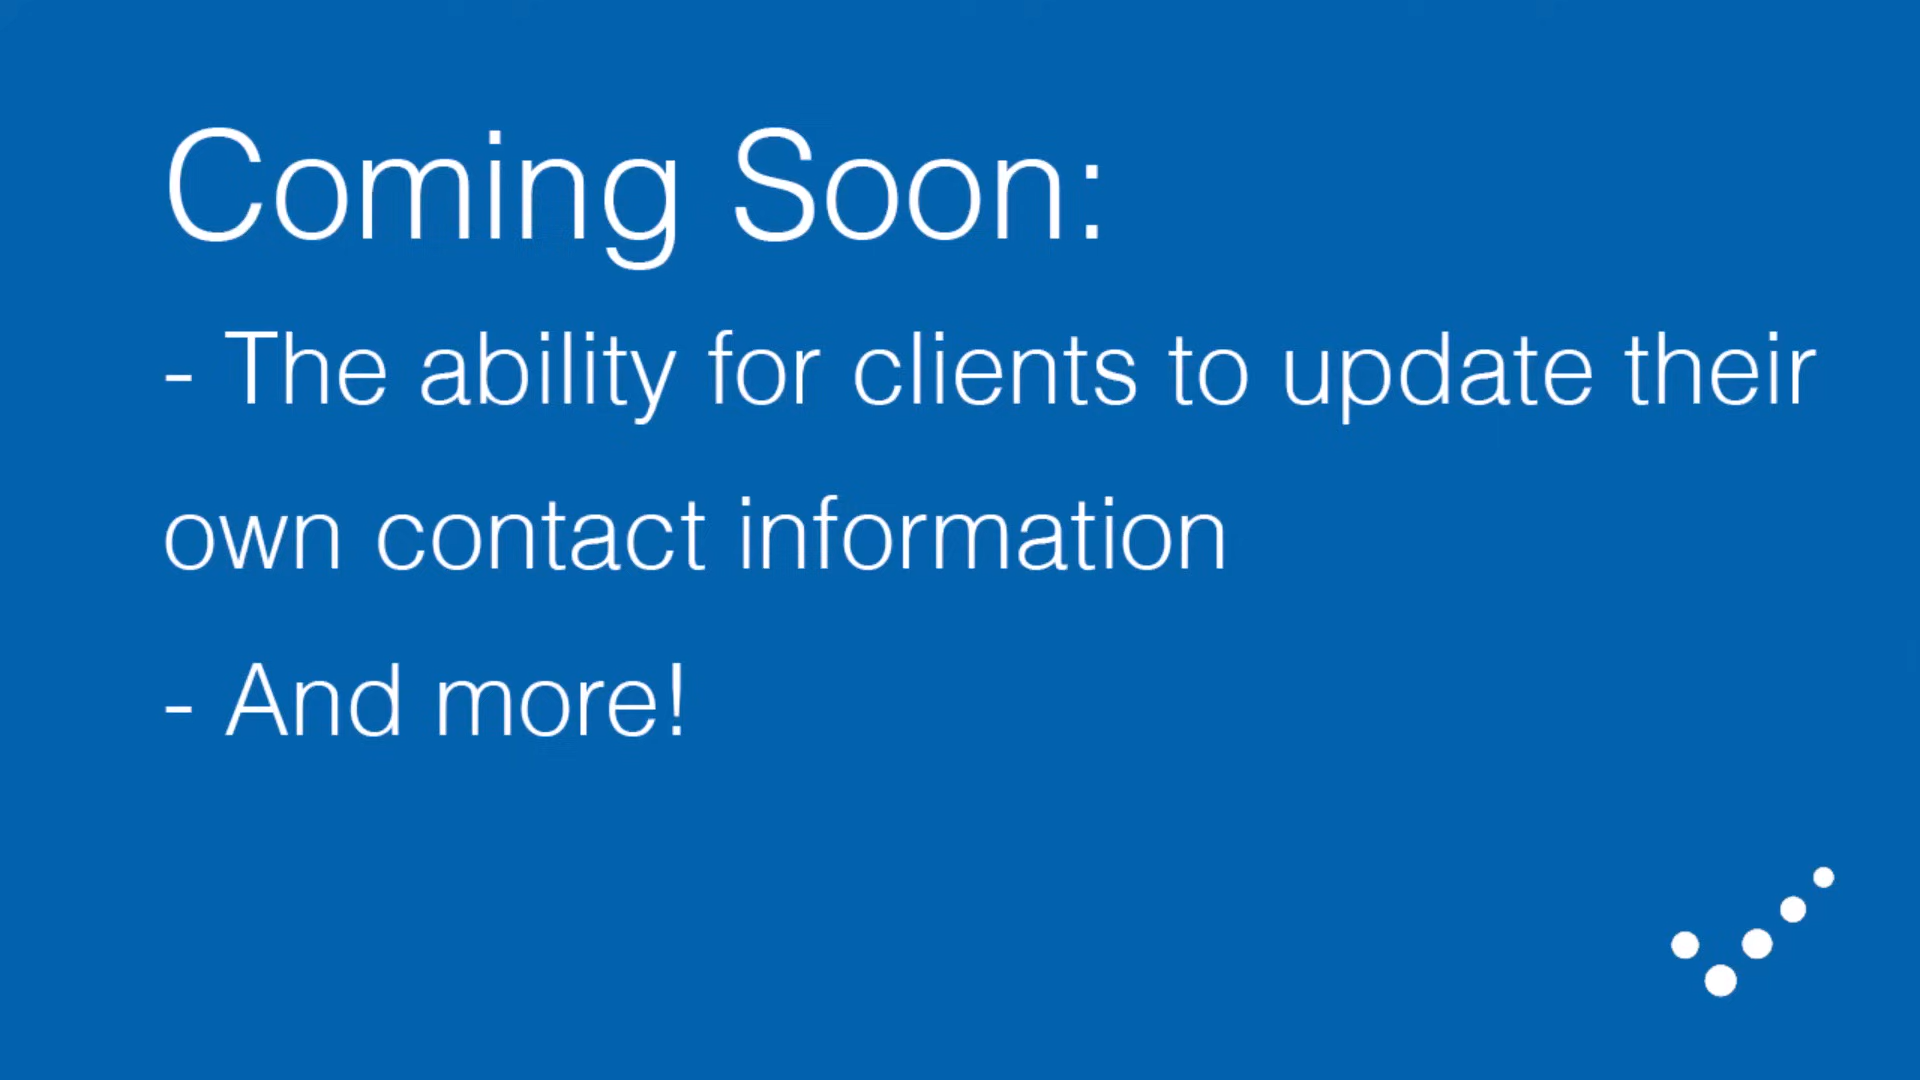 Coming Soon:
- The ability for clients to update their
own contact information
- And more!